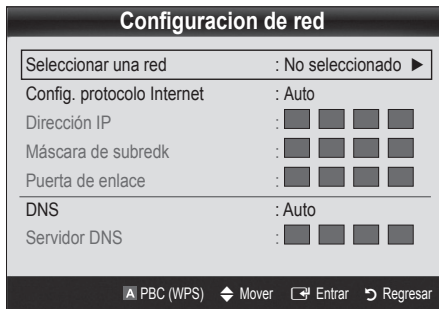 Configuracion de red
Seleccionar una red : No seleccionado ►
Config. protocolo Internet : Auto
Dirección IP :
Máscara de subredk :
Puerta de enlace :
DNS : Auto
Servidor DNS :
A PBC (WPS) Mover Entrar Regresar